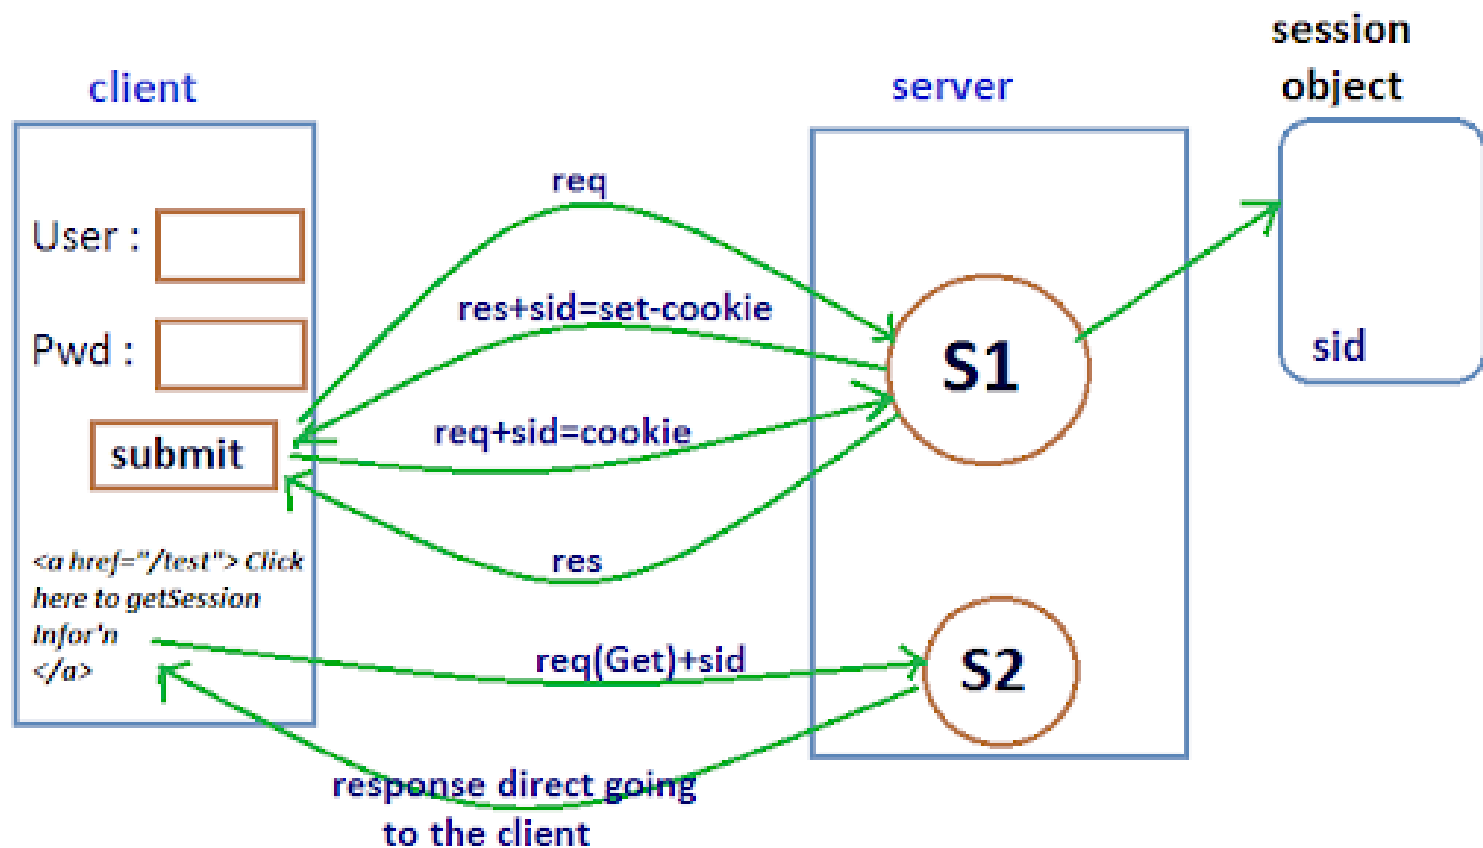 session
object
client
server
req
User :
res+sid=set-cookie
Pwd :
S1
sid
req+sid=cookie
submit
<a href="/test"> Click
here to getSession
Infor'n
</a>
res
req(Get)+sid
S2
response direct going
to the client